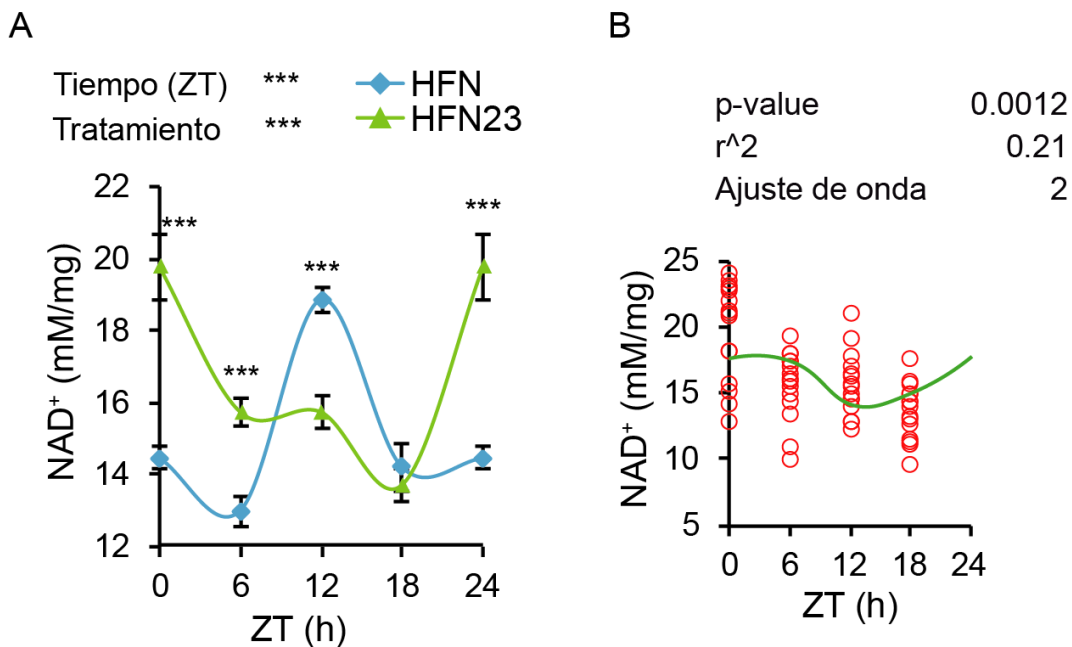 A
Tiempo (ZT) ***
Tratamiento ***
HFN
HFN23
***
***
***
***
NAD⁺ (mM/mg)
22
20
18
16
14
12
0 6 12 18 24
ZT (h)
B
p-value 0.0012
r^2 0.21
Ajuste de onda 2
NAD⁺ (mM/mg)
25
20
15
10
5
0 6 12 18 24
ZT (h)